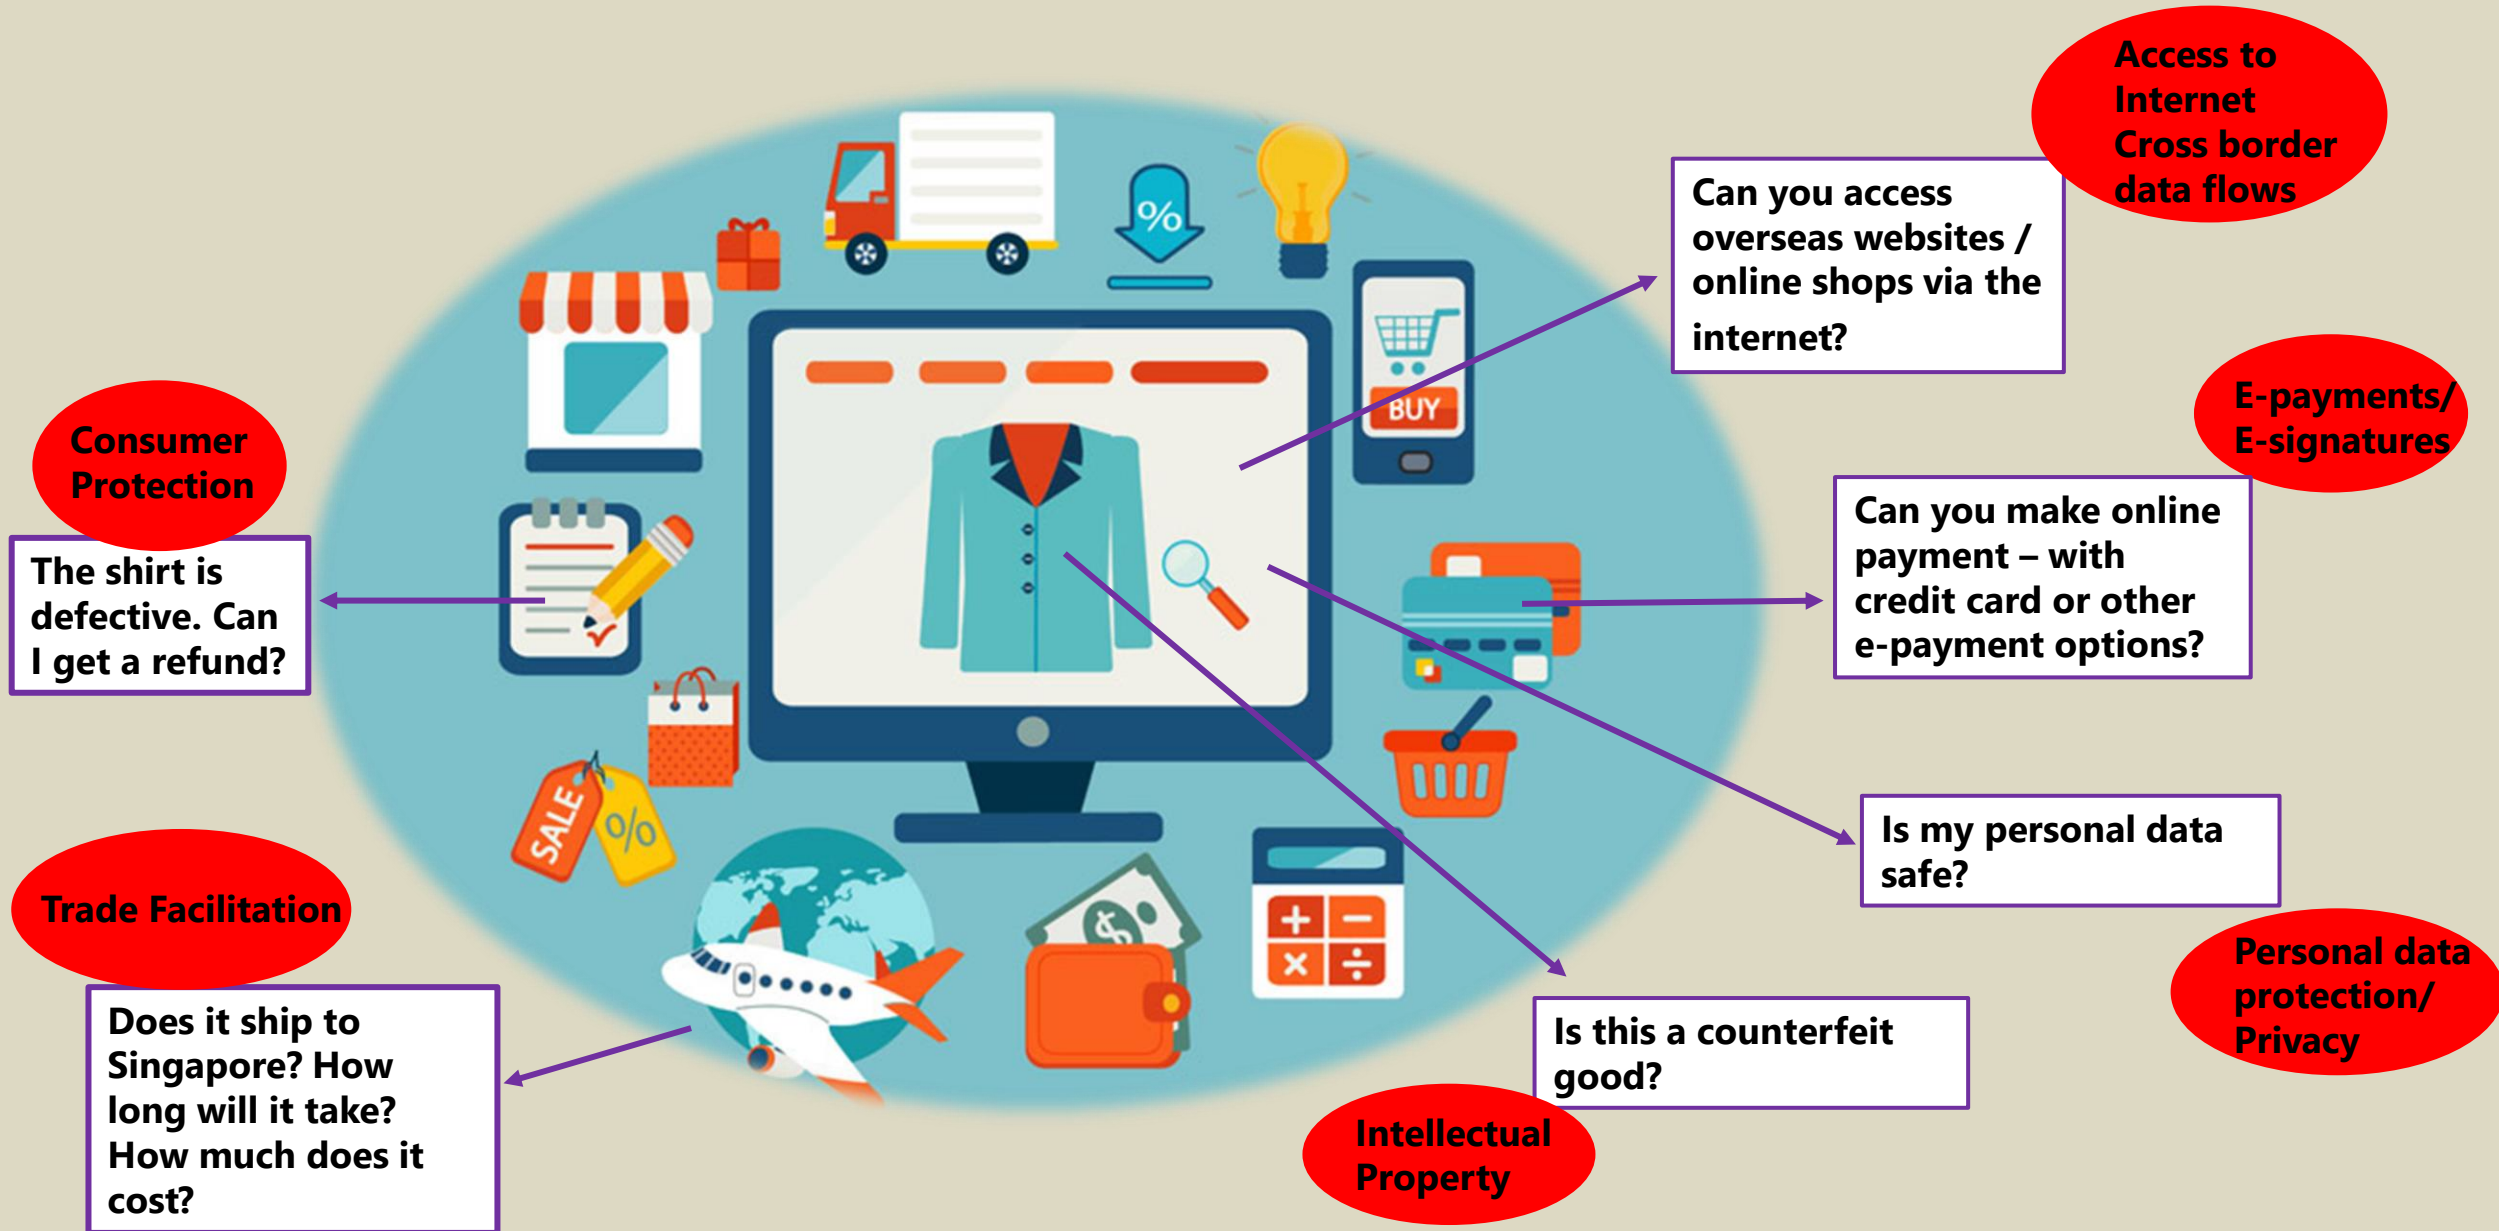 Access to
Internet
Cross border
data flows
Can you access
overseas websites /
online shops via the
internet?
E-payments/
E-signatures
Can you make online
payment – with
credit card or other
e-payment options?
Is my personal data
safe?
Personal data
protection/
Privacy
Is this a counterfeit
good?
Intellectual
Property
Consumer
Protection
The shirt is
defective. Can
I get a refund?
Trade Facilitation
Does it ship to
Singapore? How
long will it take?
How much does it
cost?
%
BUY
SALE
%
$
+ −
× ÷